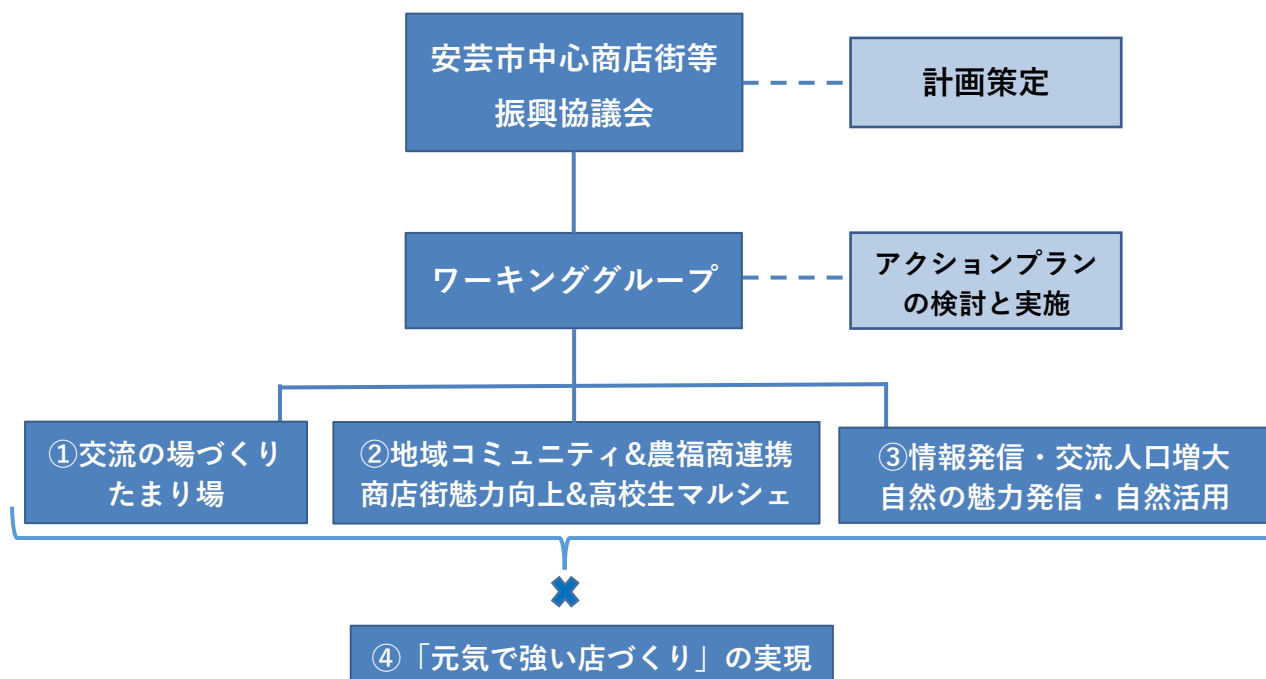 安芸市中心商店街等
振興協議会
計画策定
ワーキンググループ
アクションプラン
の検討と実施
①交流の場づくり
たまり場
②地域コミュニティ&農福商連携
商店街魅力向上&高校生マルシェ
③情報発信・交流人口増大
自然の魅力発信・自然活用
④「元気で強い店づくり」の実現